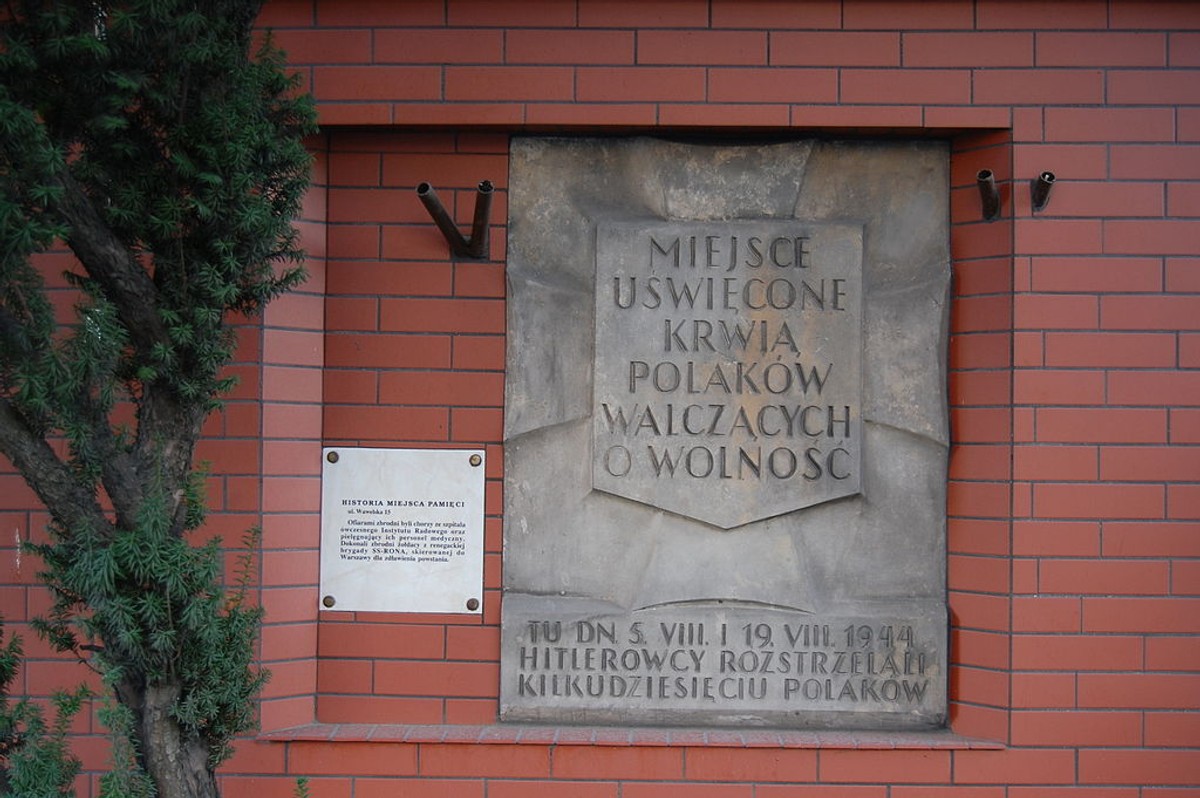 MIEJSCE
UŚWIĘCONE
KRWIĄ
POLAKÓW
WALCZĄCYCH
O WOLNOŚĆ
TU DN. 5. VIII. I 19. VIII. 1944
HITLEROWCY ROZSTRZELALI
KILKUDZIESIĘCIU POLAKÓW
HISTORIA MIEJSCA PAMIĘCI
ul. Wawelska 15
Ofiarami zbrodni byli chorzy ze szpitala
ówczesnego Instytutu Radowego oraz
pielęgnujący ich personel medyczny.
Dokonali zbrodni żołdacy z renegackiej
brygady SS-RONA, skierowanej do
Warszawy dla zdławienia powstania.